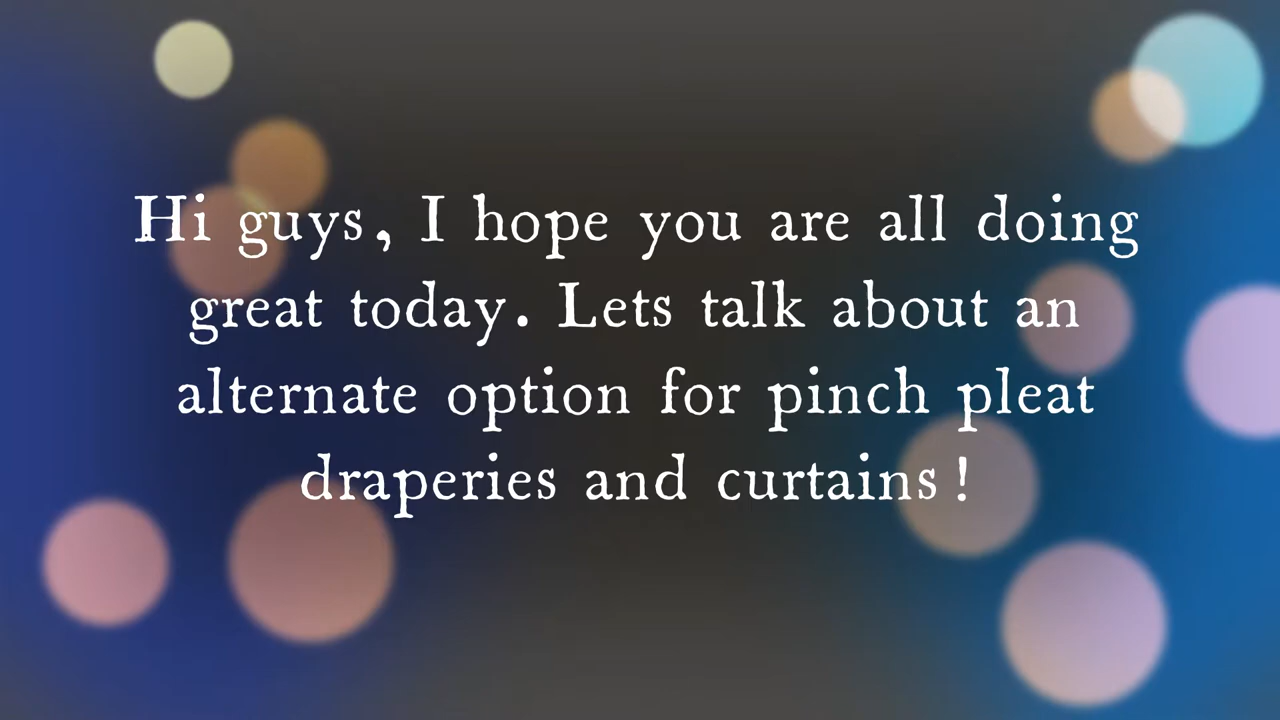 Hi guys, I hope you are all doing
great today. Lets talk about an
alternate option for pinch pleat
draperies and curtains!